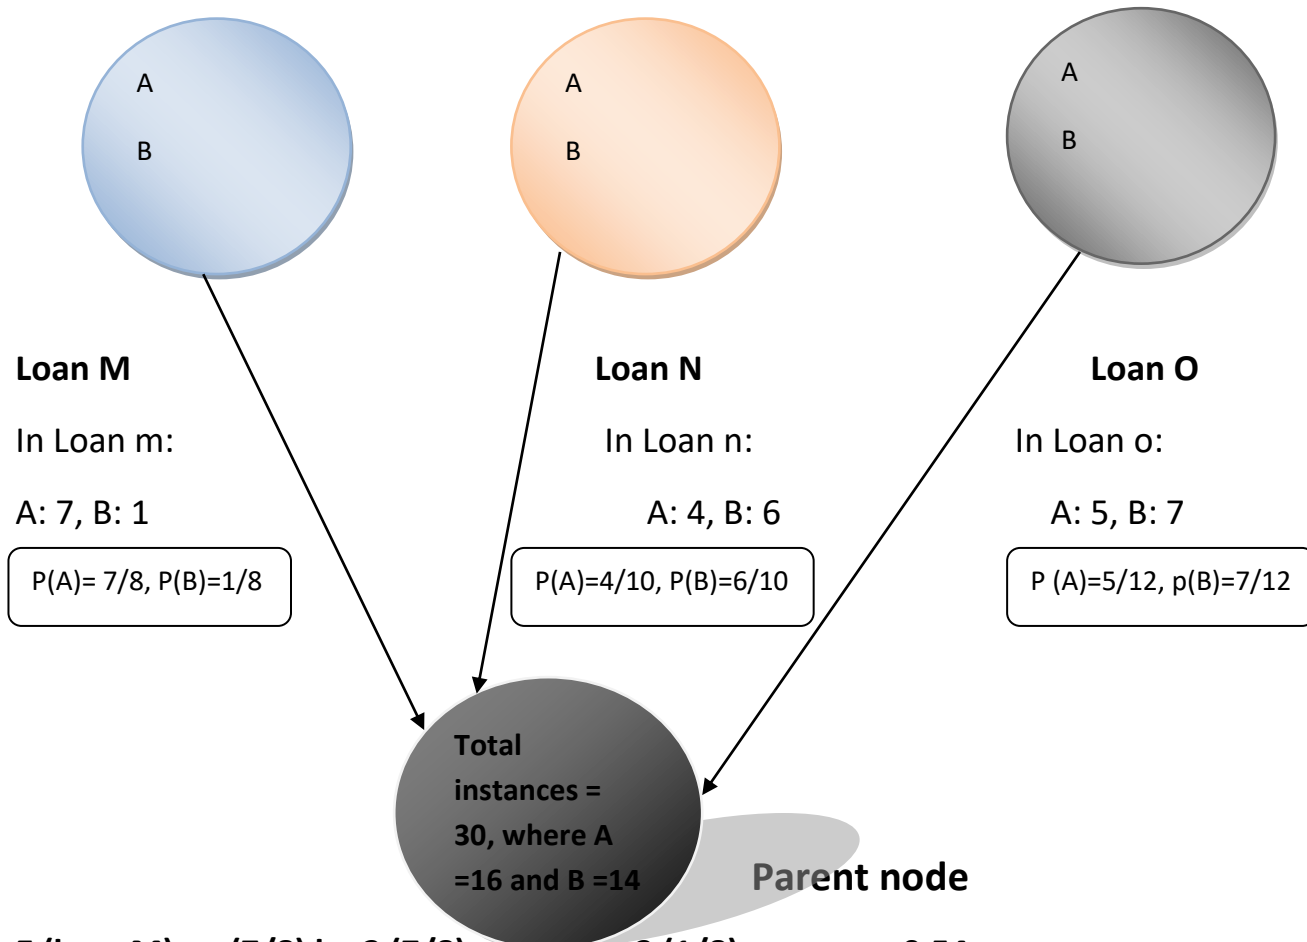 A
A
A
B
B
B
Loan M
Loan N
Loan O
In Loan m:
In Loan n:
In Loan o:
A: 7, B: 1
A: 4, B: 6
A: 5, B: 7
P(A)= 7/8, P(B)=1/8
P(A)=4/10, P(B)=6/10
P (A)=5/12, p(B)=7/12
Total
instances =
30, where A
=16 and B =14
Parent node